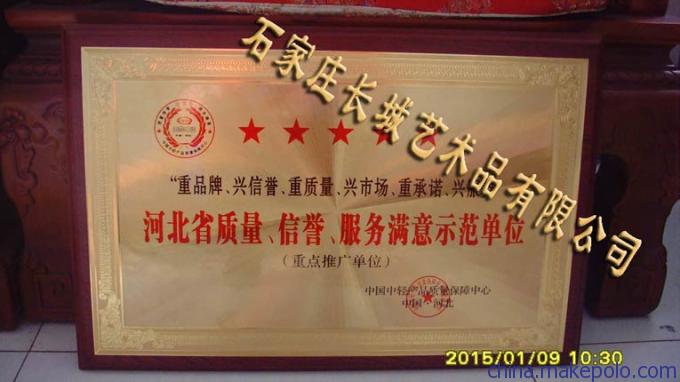 石家庄长城艺术品有限公司
★★★★★
“重品牌、兴信誉、重质量、兴市场、重承诺、兴服
河北省质量、信誉、服务满意示范单位
（重点推广单位）
中国中轻产品质量保障中心
中国·河北
2015/01/09 10:30
china.makepolo.com